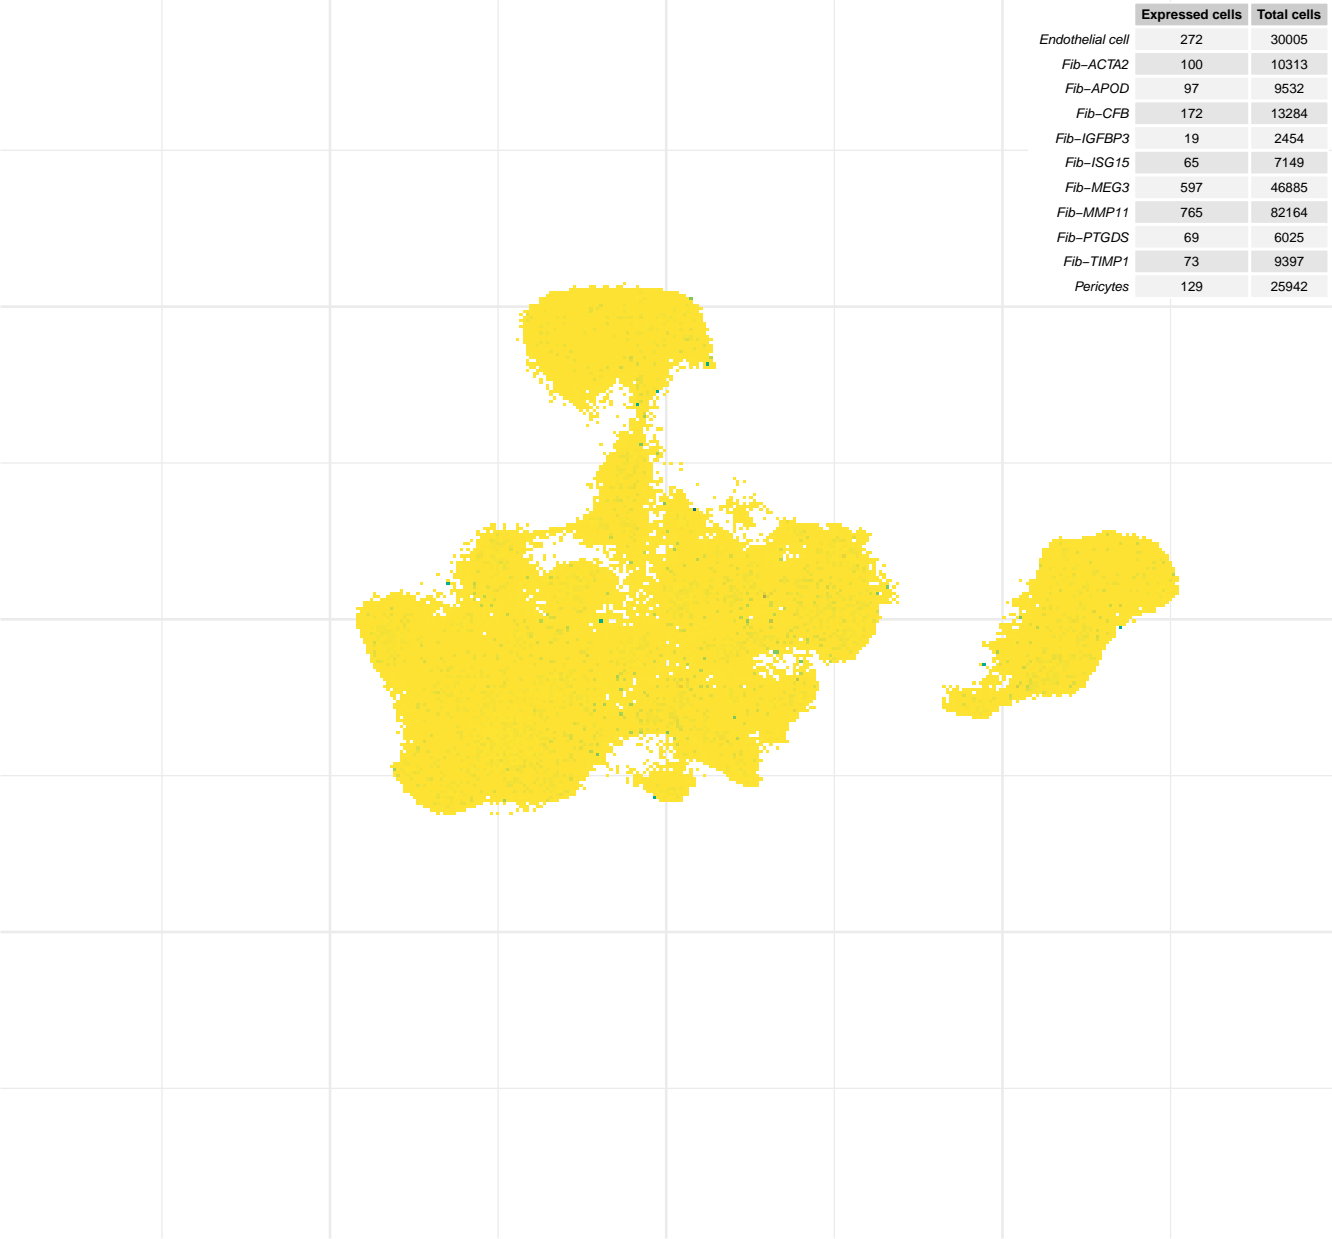 Expressed cells Total cells
Endothelial cell 272 30005
Fib−ACTA2 100 10313
Fib−APOD 97 9532
Fib−CFB 172 13284
Fib−IGFBP3 19 2454
Fib−ISG15 65 7149
Fib−MEG3 597 46885
Fib−MMP11 765 82164
Fib−PTGDS 69 6025
Fib−TIMP1 73 9397
Pericytes 129 25942